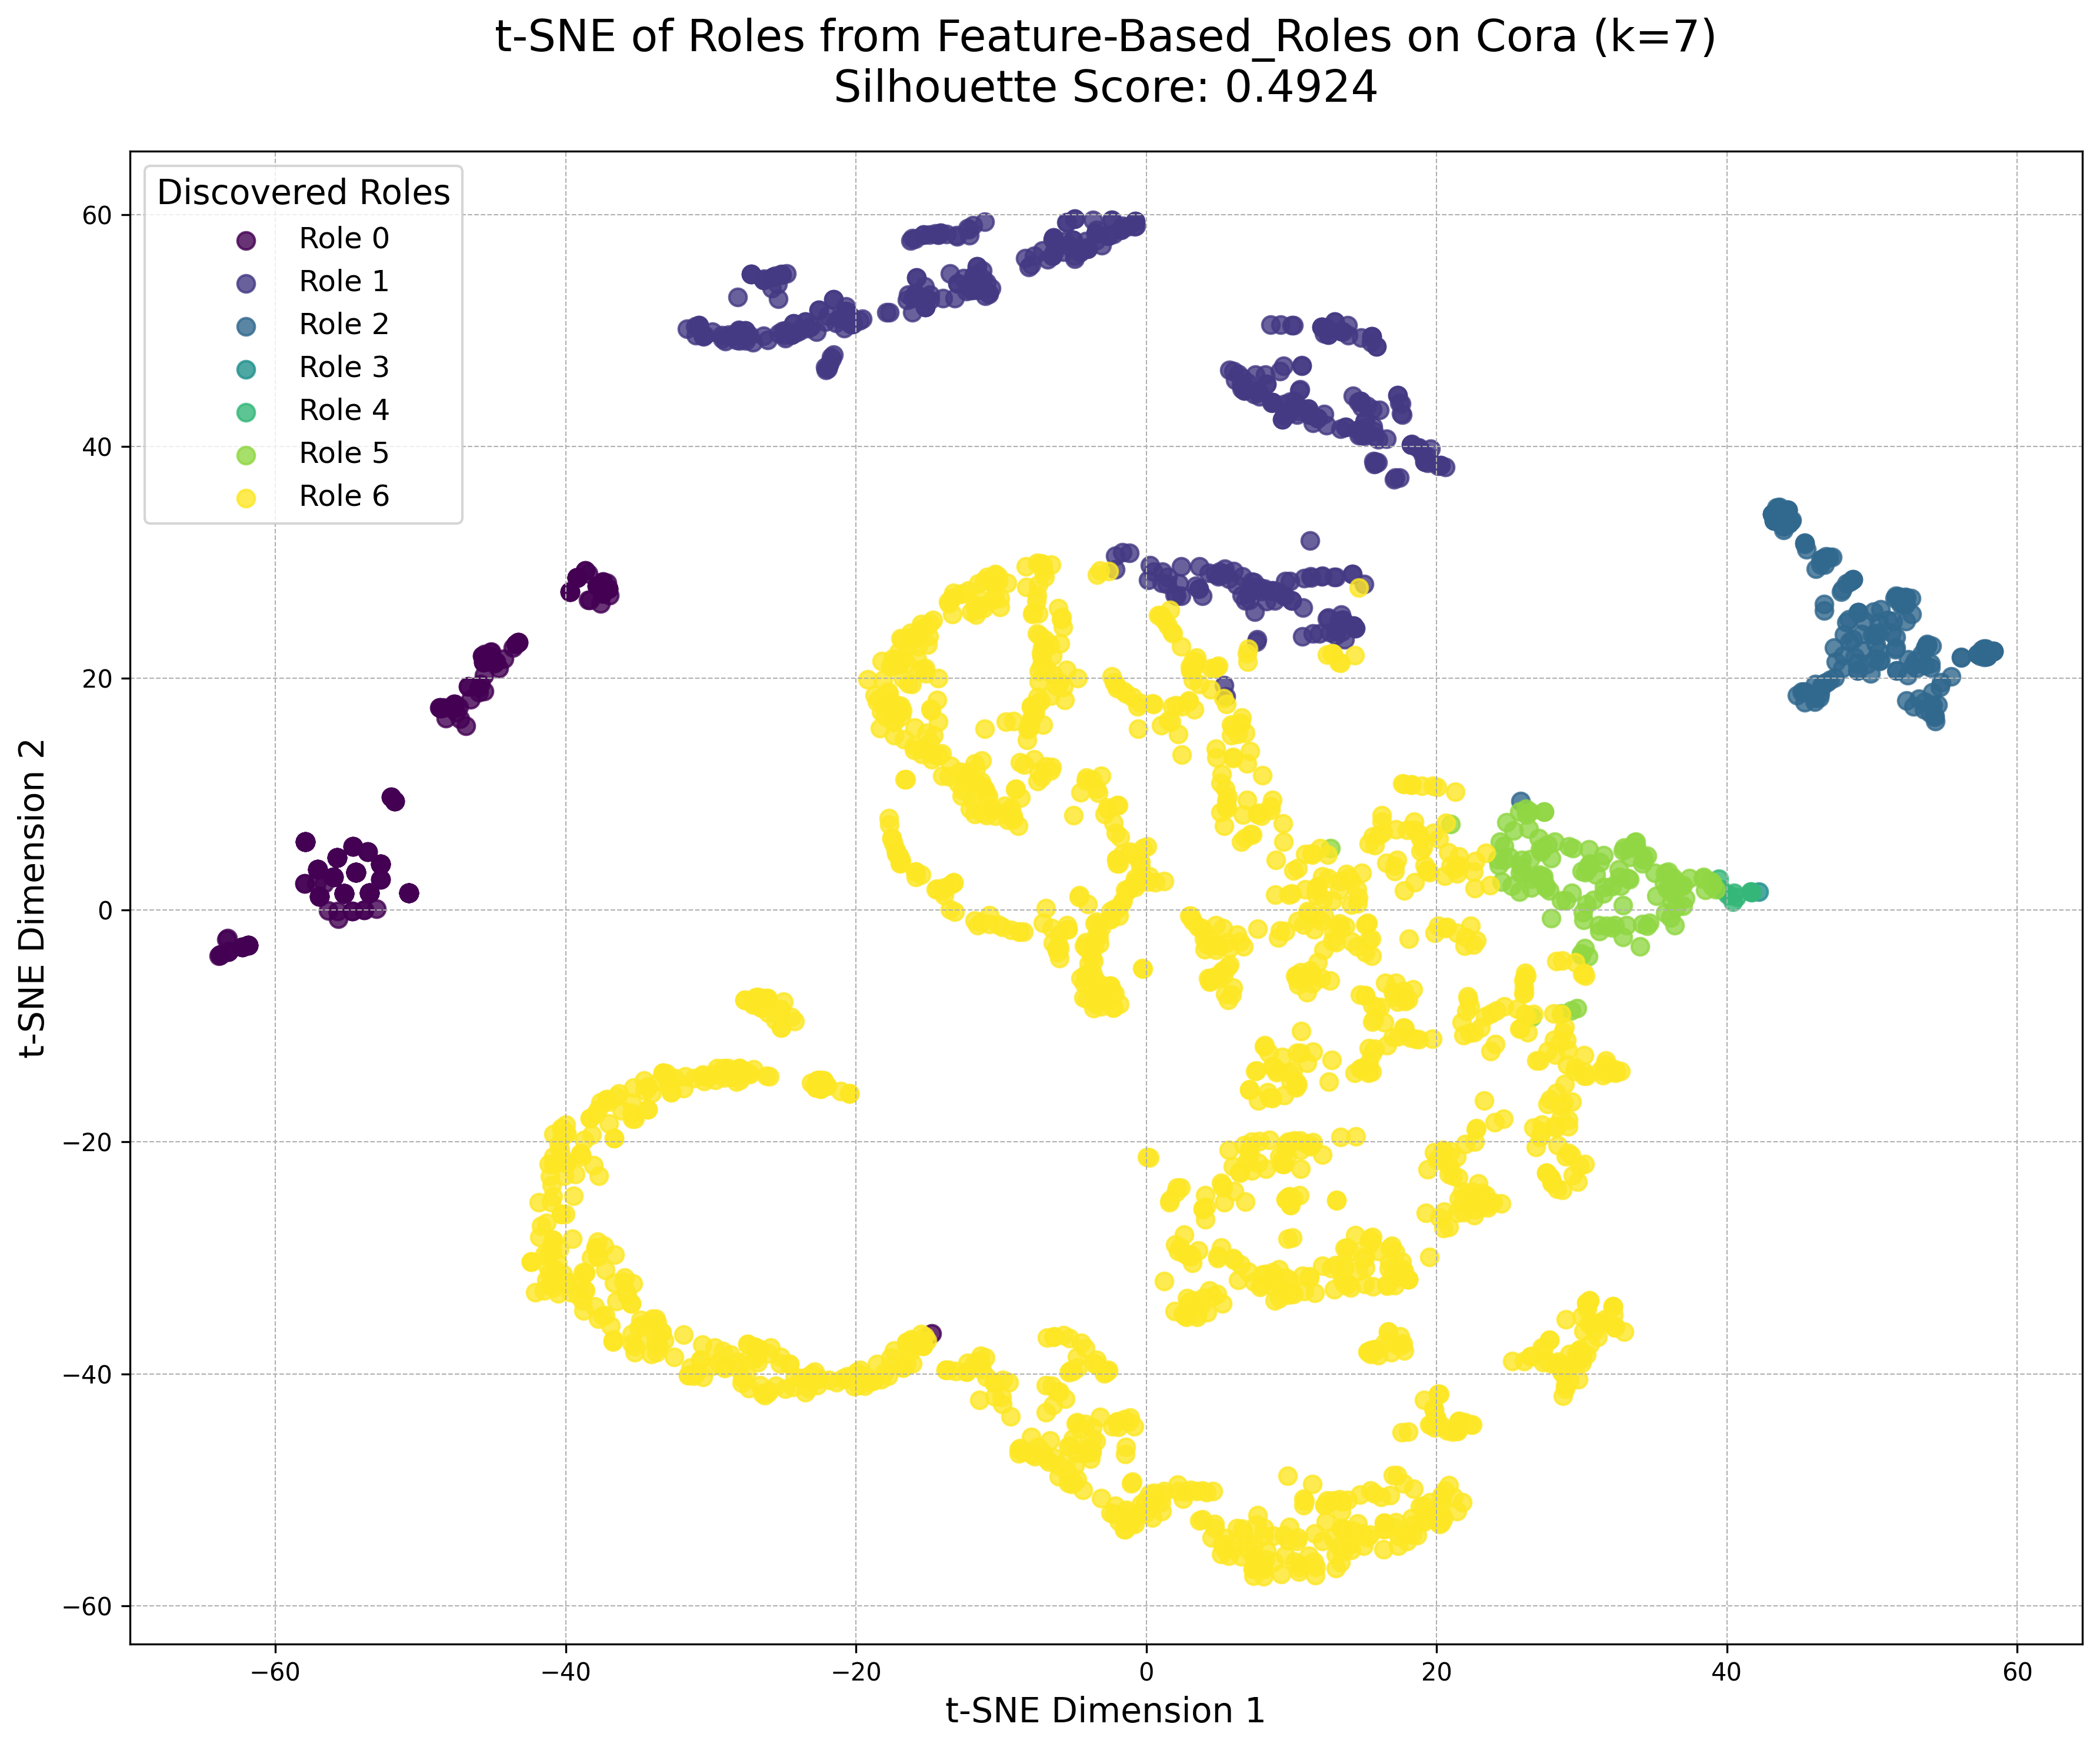 t-SNE of Roles from Feature-Based_Roles on Cora (k=7)
Silhouette Score: 0.4924
Discovered Roles
Role 0
Role 1
Role 2
Role 3
Role 4
Role 5
Role 6
60
40
20
0
−20
−40
−60
t-SNE Dimension 2
−60
−40
−20
0
20
40
60
t-SNE Dimension 1